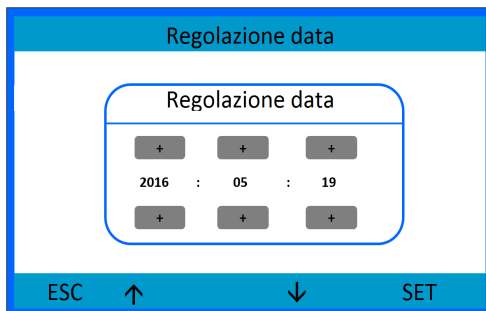 Regolazione data
Regolazione data
+ + +
2016 : 05 : 19
+ + +
ESC ↑ ↓ SET